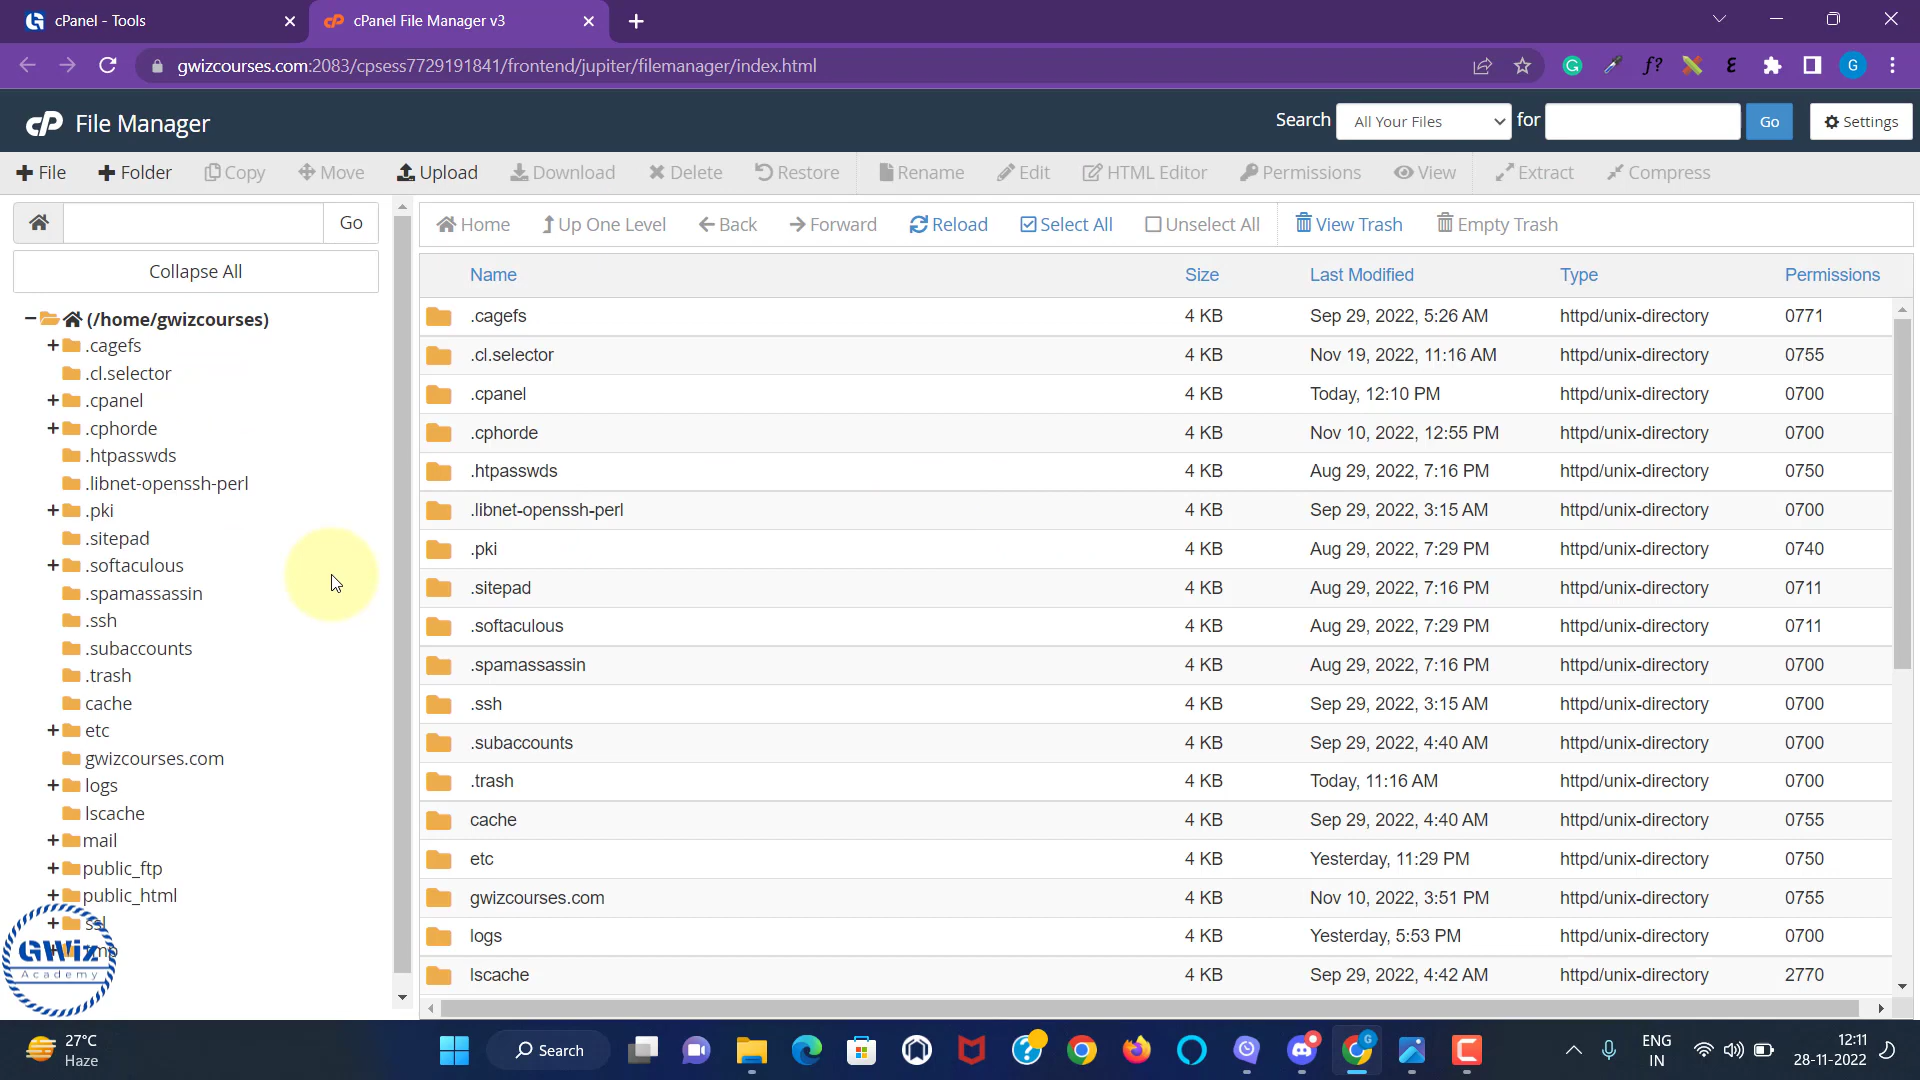 cPanel - Tools
cPanel File Manager v3
gwizcourses.com:2083/cpsess7729191841/frontend/jupiter/filemanager/index.html
G
cP File Manager
Search All Your Files for Go Settings
File Folder Copy Move Upload Download Delete Restore Rename Edit HTML Editor Permissions View Extract Compress
Go
Home Up One Level Back Forward Reload Select All Unselect All View Trash Empty Trash
Collapse All
(/home/gwizcourses)
.cagefs
.cl.selector
.cpanel
.cphorde
.htpasswds
.libnet-openssh-perl
.pki
.sitepad
.softaculous
.spamassassin
.ssh
.subaccounts
.trash
cache
etc
gwizcourses.com
logs
lscache
mail
public_ftp
public_html
ssl
tmp
GWiz
Academy
Name Size Last Modified Type Permissions
.cagefs 4 KB Sep 29, 2022, 5:26 AM httpd/unix-directory 0771
.cl.selector 4 KB Nov 19, 2022, 11:16 AM httpd/unix-directory 0755
.cpanel 4 KB Today, 12:10 PM httpd/unix-directory 0700
.cphorde 4 KB Nov 10, 2022, 12:55 PM httpd/unix-directory 0700
.htpasswds 4 KB Aug 29, 2022, 7:16 PM httpd/unix-directory 0750
.libnet-openssh-perl 4 KB Sep 29, 2022, 3:15 AM httpd/unix-directory 0700
.pki 4 KB Aug 29, 2022, 7:29 PM httpd/unix-directory 0740
.sitepad 4 KB Aug 29, 2022, 7:16 PM httpd/unix-directory 0711
.softaculous 4 KB Aug 29, 2022, 7:29 PM httpd/unix-directory 0711
.spamassassin 4 KB Aug 29, 2022, 7:16 PM httpd/unix-directory 0700
.ssh 4 KB Sep 29, 2022, 3:15 AM httpd/unix-directory 0700
.subaccounts 4 KB Sep 29, 2022, 4:40 AM httpd/unix-directory 0700
.trash 4 KB Today, 11:16 AM httpd/unix-directory 0700
cache 4 KB Sep 29, 2022, 4:40 AM httpd/unix-directory 0755
etc 4 KB Yesterday, 11:29 PM httpd/unix-directory 0750
gwizcourses.com 4 KB Nov 10, 2022, 3:51 PM httpd/unix-directory 0755
logs 4 KB Yesterday, 5:53 PM httpd/unix-directory 0700
lscache 4 KB Sep 29, 2022, 4:42 AM httpd/unix-directory 2770
27°C
Haze
Search
ENG
IN
12:11
28-11-2022